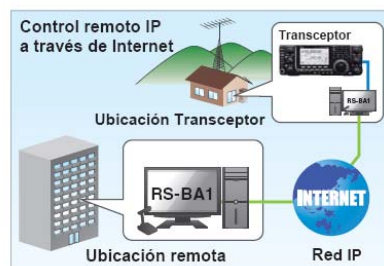 Control remoto IP
a través de Internet
Transceptor
RS-BA1
Ubicación Transceptor
RS-BA1
INTERNET
Ubicación remota
Red IP